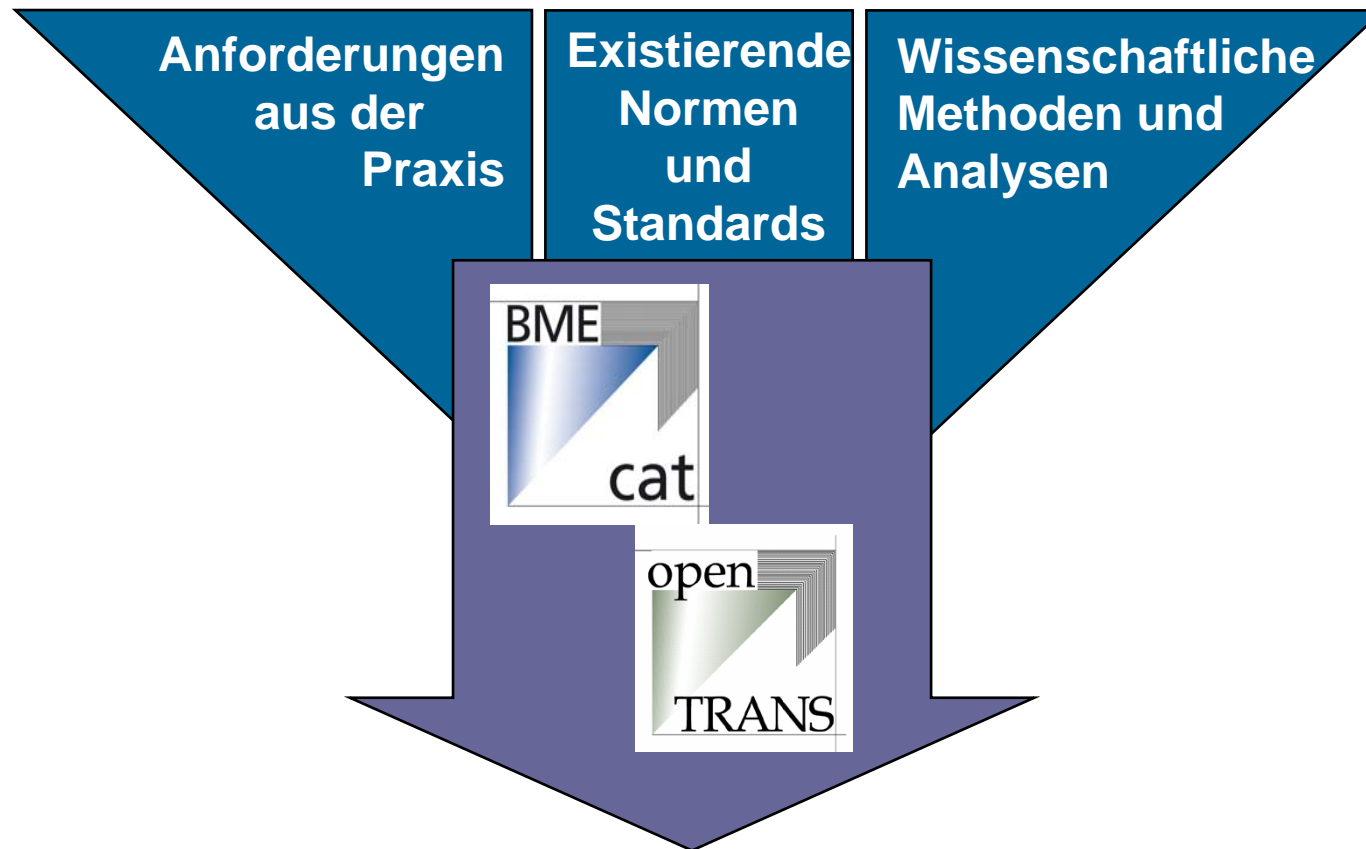 Anforderungen
aus der
Praxis
Existierende
Normen
und
Standards
Wissenschaftliche
Methoden und
Analysen
BME
cat
open
TRANS